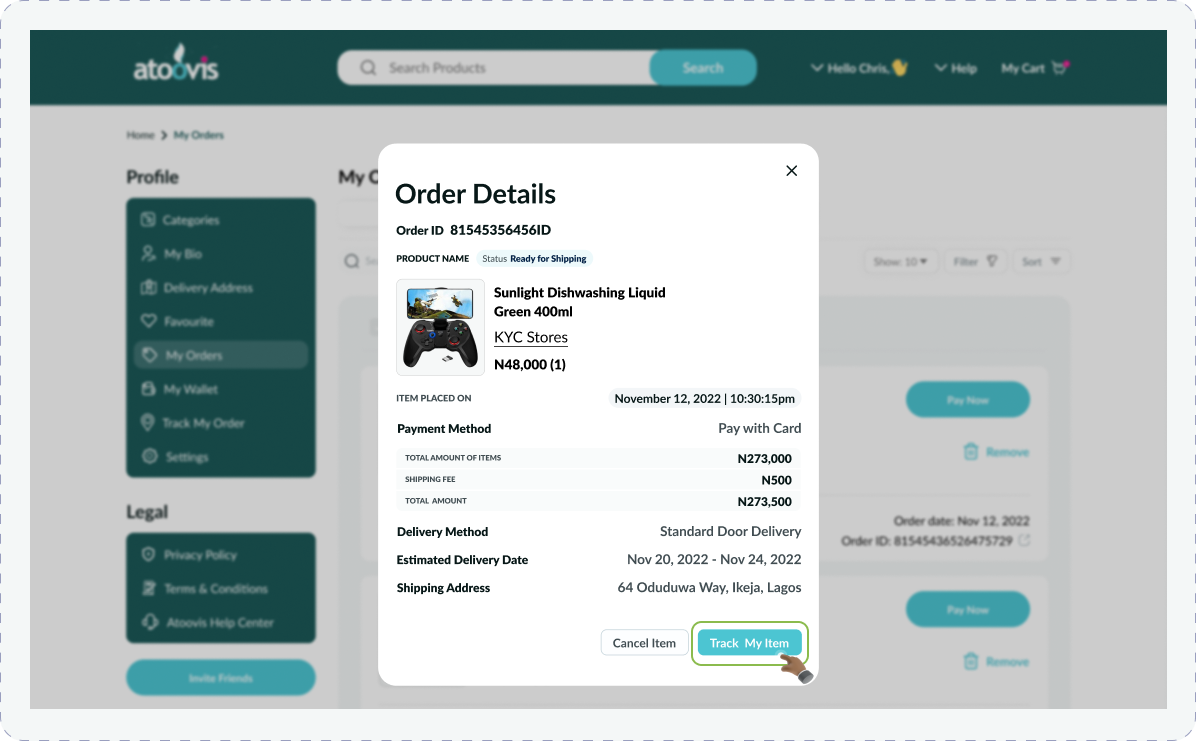 atoovis
Search Products
Search
Hello Chris,
Help
My Cart
Home
My Orders
Profile
Categories
My Bio
Delivery Address
Favourite
My Orders
My Wallet
Track My Order
Settings
Legal
Privacy Policy
Terms & Conditions
Atoovis Help Center
Invite Friends
Show: 10
Filter
Sort
Pay Now
Remove
Order date: Nov 12, 2022
Order ID: 81545436526475729
Pay Now
Remove
Order Details
Order ID 81545356456ID
PRODUCT NAME Status Ready for Shipping
Sunlight Dishwashing Liquid
Green 400ml
KYC Stores
N48,000 (1)
ITEM PLACED ON November 12, 2022 | 10:30:15pm
Payment Method Pay with Card
TOTAL AMOUNT OF ITEMS N273,000
SHIPPING FEE N500
TOTAL AMOUNT N273,500
Delivery Method Standard Door Delivery
Estimated Delivery Date Nov 20, 2022 - Nov 24, 2022
Shipping Address 64 Oduduwa Way, Ikeja, Lagos
Cancel Item
Track My Item